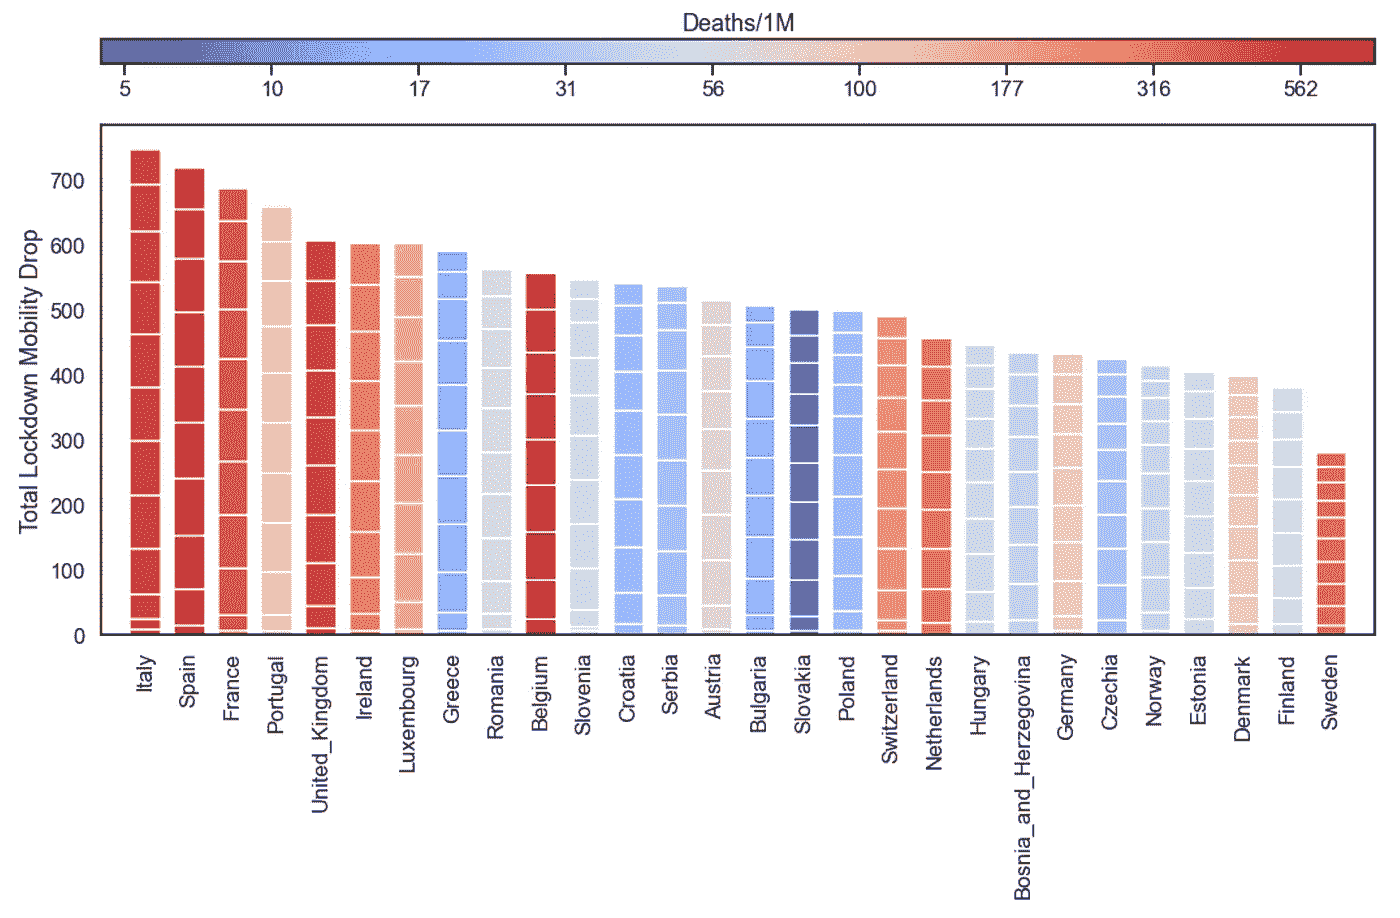 Deaths/1M
5 10 17 31 56 100 177 316 562
Total Lockdown Mobility Drop
700
600
500
400
300
200
100
0
Italy
Spain
France
Portugal
United_Kingdom
Ireland
Luxembourg
Greece
Romania
Belgium
Slovenia
Croatia
Serbia
Austria
Bulgaria
Slovakia
Poland
Switzerland
Netherlands
Hungary
Bosnia_and_Herzegovina
Germany
Czechia
Norway
Estonia
Denmark
Finland
Sweden